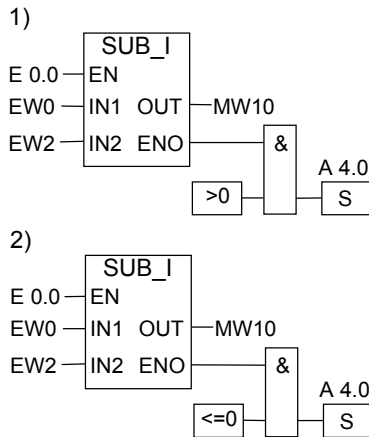 1)
SUB_I
E 0.0 EN
EW0 IN1 OUT MW10
EW2 IN2 ENO &
A 4.0
>0 S
2)
SUB_I
E 0.0 EN
EW0 IN1 OUT MW10
EW2 IN2 ENO &
A 4.0
<=0 S